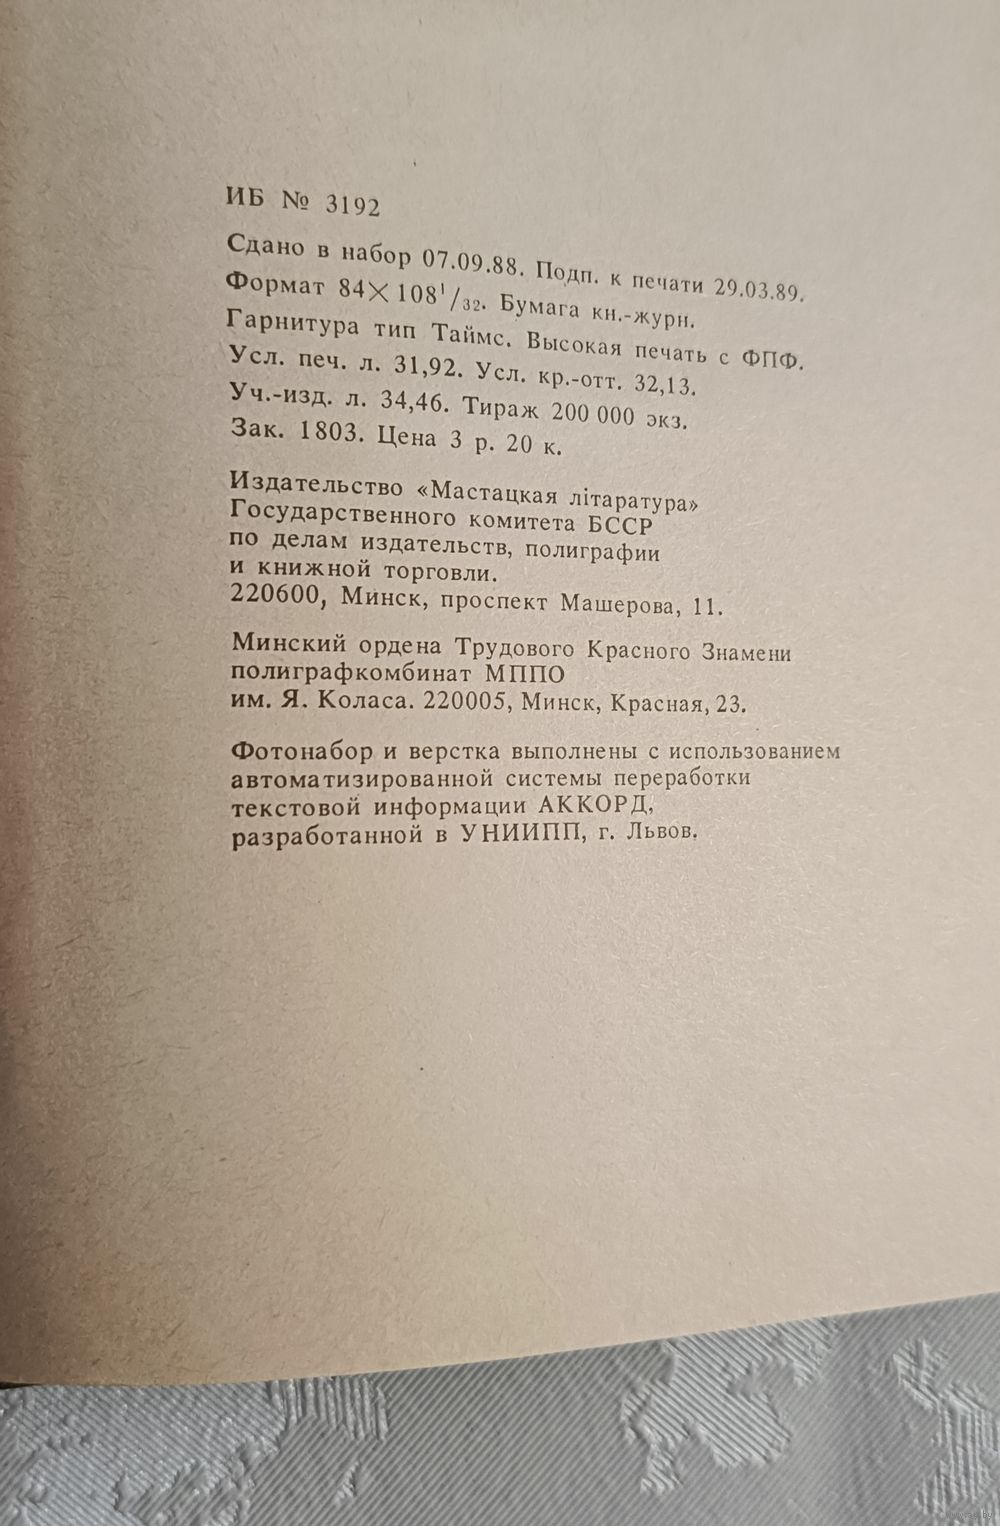 ИБ № 3192
Сдано в набор 07.09.88. Подп. к печати 29.03.89.
Формат 84×108¹/₃₂. Бумага кн.-журн.
Гарнитура тип Таймс. Высокая печать с ФПФ.
Усл. печ. л. 31,92. Усл. кр.-отт. 32,13.
Уч.-изд. л. 34,46. Тираж 200 000 экз.
Зак. 1803. Цена 3 р. 20 к.
Издательство «Мастацкая літаратура»
Государственного комитета БССР
по делам издательств, полиграфии
и книжной торговли.
220600, Минск, проспект Машерова, 11.
Минский ордена Трудового Красного Знамени
полиграфкомбинат МППО
им. Я. Коласа. 220005, Минск, Красная, 23.
Фотонабор и верстка выполнены с использованием
автоматизированной системы переработки
текстовой информации АККОРД,
разработанной в УНИИПП, г. Львов.